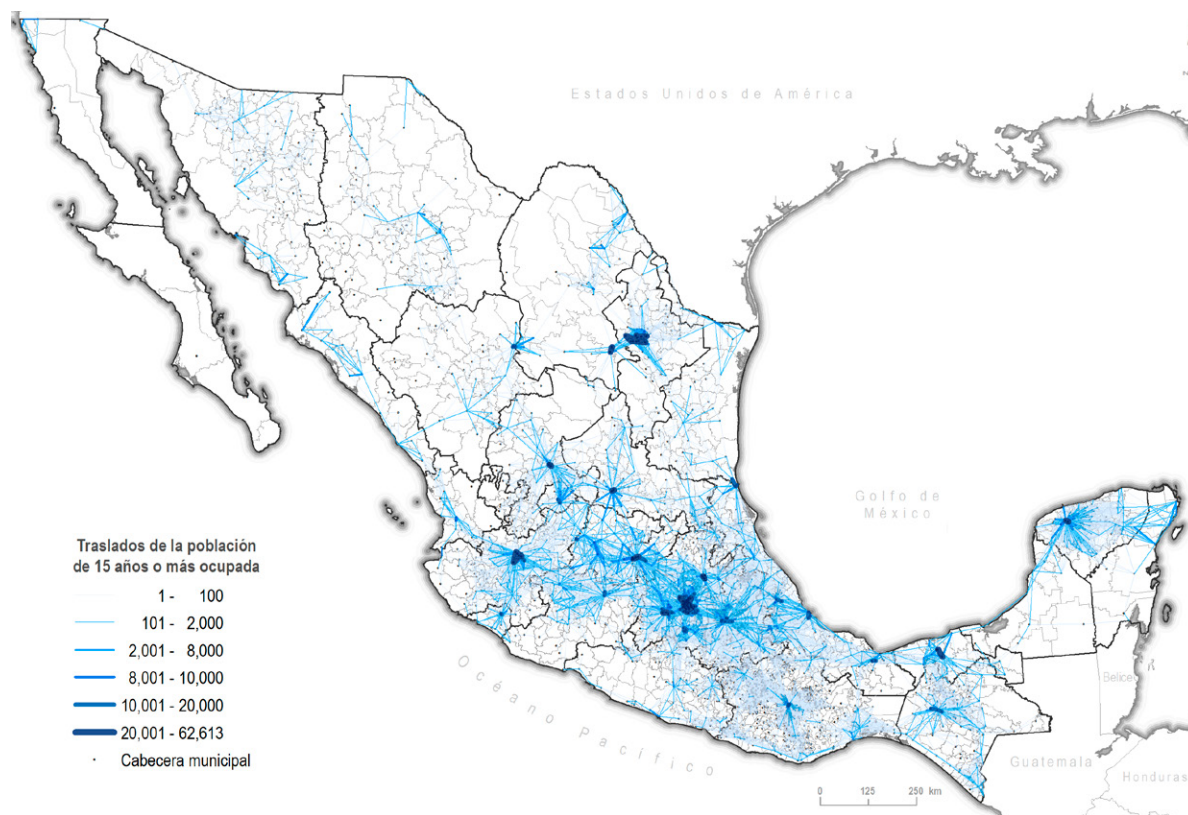 Estados Unidos de América
Golfo de
México
Traslados de la población
de 15 años o más ocupada
1 - 100
101 - 2,000
2,001 - 8,000
8,001 - 10,000
10,001 - 20,000
20,001 - 62,613
Cabecera municipal
Océano Pacífico
Belice
Guatemala
Honduras
0 125 250 km